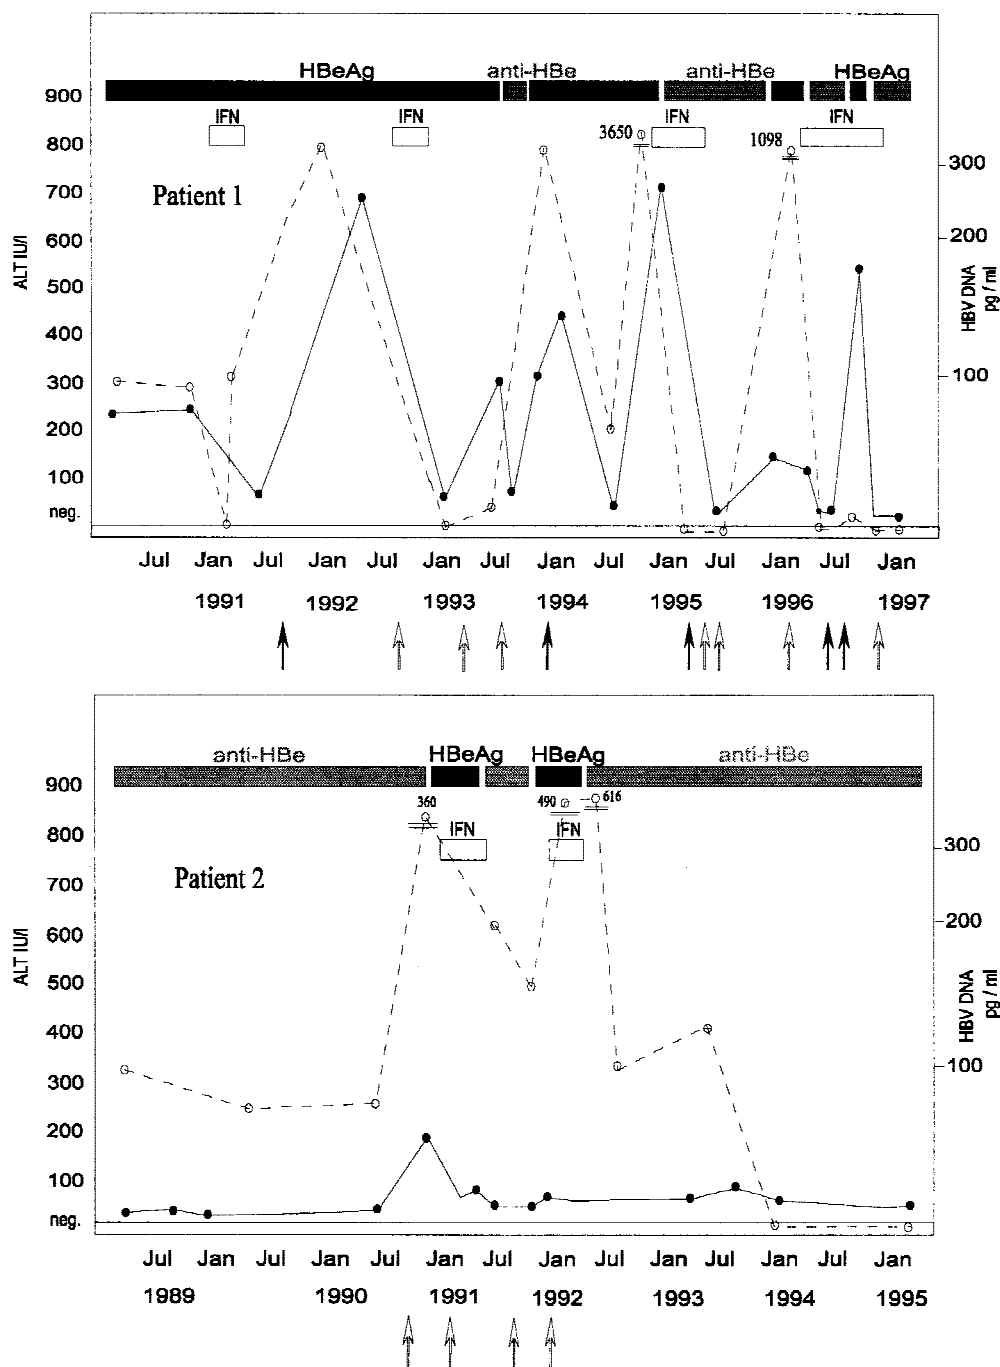 HBeAg anti-HBe anti-HBe HBeAg
900
IFN IFN IFN IFN
800 3650 1098 300
Patient 1
700
600 200
500
400
300 100
200
100
neg.
ALT IU/l
HBV DNA
pg / ml
Jul Jan Jul Jan Jul Jan Jul Jan Jul Jan Jul Jan Jul Jan
1991 1992 1993 1994 1995 1996 1997
anti-HBe HBeAg HBeAg anti-HBe
900
360 490 616
800 IFN IFN 300
Patient 2
700
600 200
500
400
300 100
200
100
neg.
ALT IU/l
HBV DNA
pg / ml
Jul Jan Jul Jan Jul Jan Jul Jan Jul Jan Jul Jan Jul Jan
1989 1990 1991 1992 1993 1994 1995